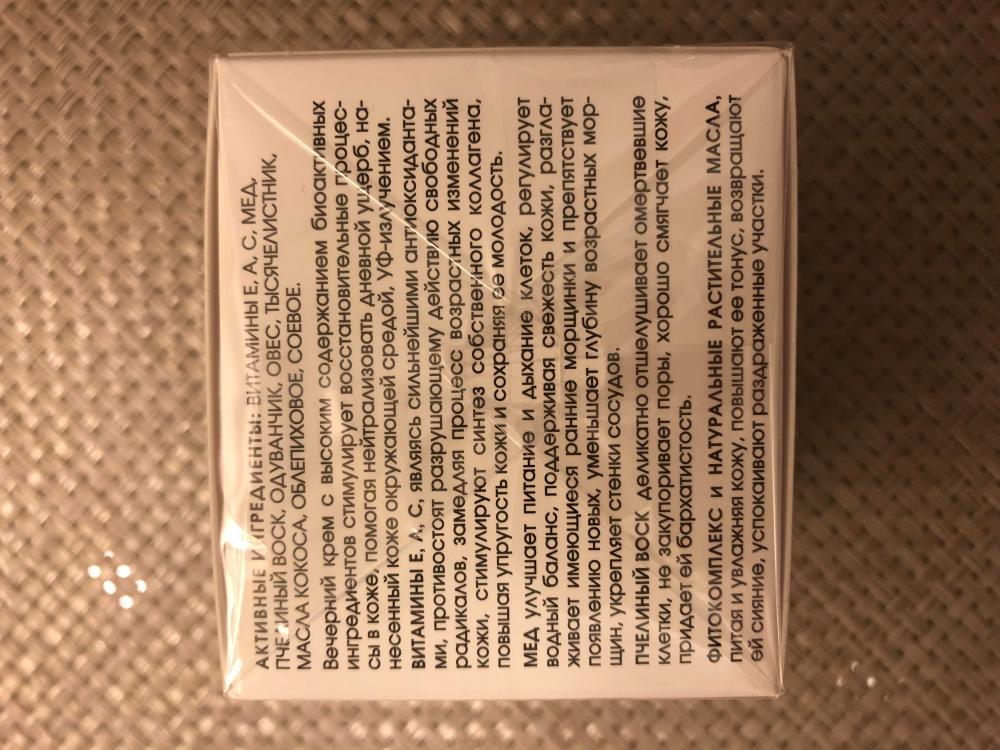 АКТИВНЫЕ ИНГРЕДИЕНТЫ: ВИТАМИНЫ Е, А, С, МЕД,
ПЧЕЛИНЫЙ ВОСК, ОДУВАНЧИК, ОВЕС, ТЫСЯЧЕЛИСТНИК,
МАСЛА КОКОСА, ОБЛЕПИХОВОЕ, СОЕВОЕ.
Вечерний крем с высоким содержанием биоактивных
ингредиентов стимулирует восстановительные процес-
сы в коже, помогая нейтрализовать дневной ущерб, на-
несенный коже окружающей средой, УФ-излучением.
ВИТАМИНЫ Е, А, С, являясь сильнейшими антиоксиданта-
ми, противостоят разрушающему действию свободных
радикалов, замедляя процесс возрастных изменений
кожи, стимулируют синтез собственного коллагена,
повышая упругость кожи и сохраняя ее молодость.
МЕД улучшает питание и дыхание клеток, регулирует
водный баланс, поддерживая свежесть кожи, разгла-
живает имеющиеся ранние морщинки и препятствует
появлению новых, уменьшает глубину возрастных мор-
щин, укрепляет стенки сосудов.
ПЧЕЛИНЫЙ ВОСК деликатно отшелушивает омертвевшие
клетки, не закупоривает поры, хорошо смягчает кожу,
придает ей бархатистость.
ФИТОКОМПЛЕКС И НАТУРАЛЬНЫЕ РАСТИТЕЛЬНЫЕ МАСЛА,
питая и увлажняя кожу, повышают ее тонус, возвращают
ей сияние, успокаивают раздраженные участки.